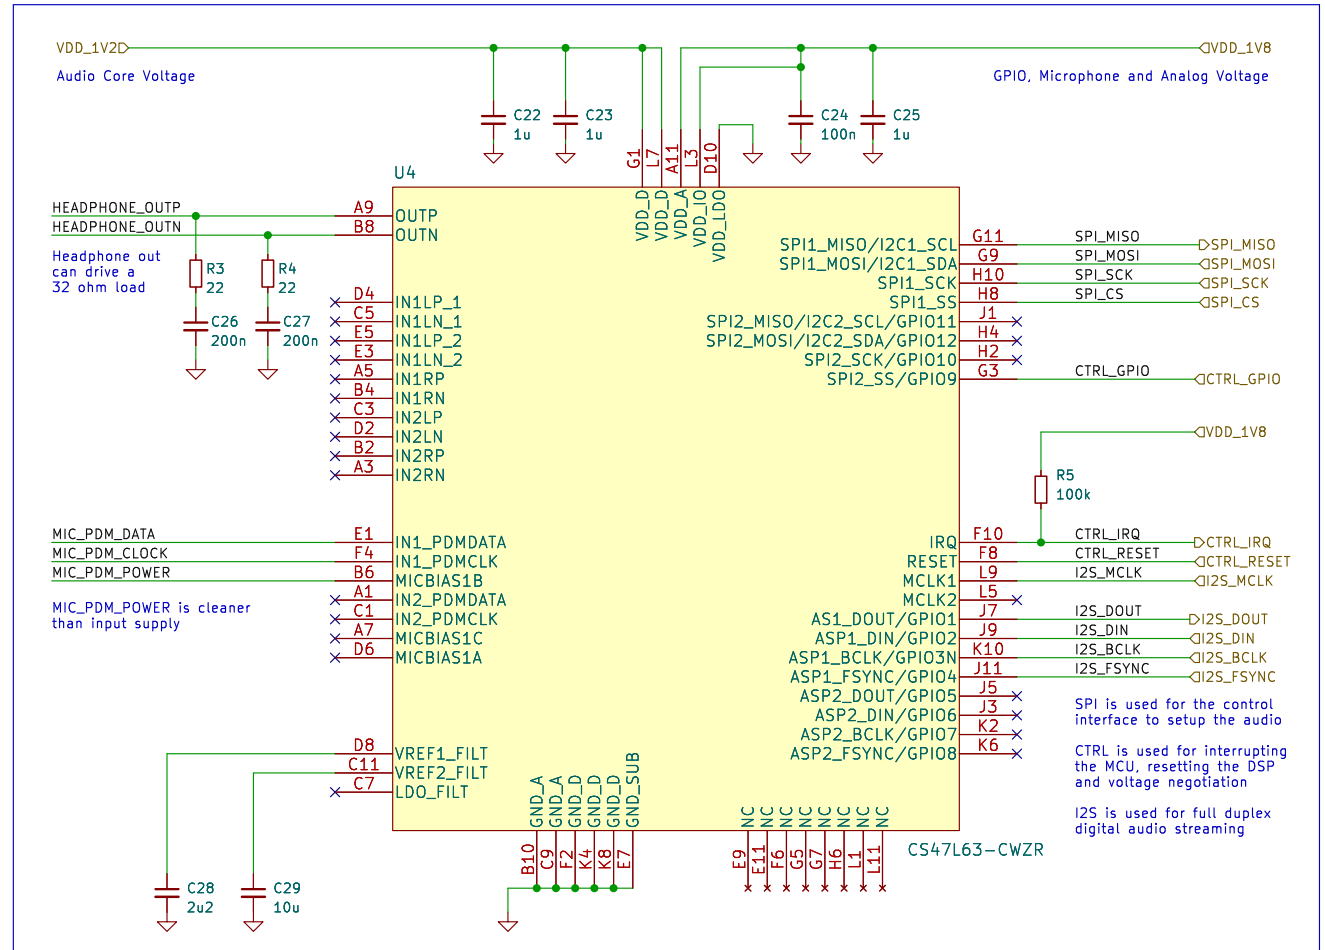 VDD_1V2
VDD_1V8
Audio Core Voltage
GPIO, Microphone and Analog Voltage
C22
1u
C23
1u
C24
100n
C25
1u
G1
L7
A11
L3
D10
VDD_D
VDD_D
VDD_A
VDD_IO
VDD_LDO
U4
HEADPHONE_OUTP
A9
OUTP
HEADPHONE_OUTN
B8
OUTN
Headphone out
can drive a
32 ohm load
R3
22
R4
22
C26
200n
C27
200n
D4
IN1LP_1
C5
IN1LN_1
E5
IN1LP_2
E3
IN1LN_2
A5
IN1RP
B4
IN1RN
C3
IN2LP
D2
IN2LN
B2
IN2RP
A3
IN2RN
MIC_PDM_DATA
E1
IN1_PDMDATA
MIC_PDM_CLOCK
F4
IN1_PDMCLK
MIC_PDM_POWER
B6
MICBIAS1B
A1
IN2_PDMDATA
C1
IN2_PDMCLK
A7
MICBIAS1C
D6
MICBIAS1A
MIC_PDM_POWER is cleaner
than input supply
D8
VREF1_FILT
C11
VREF2_FILT
C7
LDO_FILT
C28
2u2
C29
10u
GND_A
GND_A
GND_D
GND_D
GND_D
GND_SUB
B10
C9
F2
K4
K8
E7
NC
NC
NC
NC
NC
NC
NC
NC
E9
E11
F6
G5
G7
H6
L1
L11
CS47L63-CWZR
SPI1_MISO/I2C1_SCL
G11
SPI_MISO
SPI_MISO
SPI1_MOSI/I2C1_SDA
G9
SPI_MOSI
SPI_MOSI
SPI1_SCK
H10
SPI_SCK
SPI_SCK
SPI1_SS
H8
SPI_CS
SPI_CS
SPI2_MISO/I2C2_SCL/GPIO11
J1
SPI2_MOSI/I2C2_SDA/GPIO12
H4
SPI2_SCK/GPIO10
H2
SPI2_SS/GPIO9
G3
CTRL_GPIO
CTRL_GPIO
VDD_1V8
R5
100k
IRQ
F10
CTRL_IRQ
CTRL_IRQ
RESET
F8
CTRL_RESET
CTRL_RESET
MCLK1
L9
I2S_MCLK
I2S_MCLK
MCLK2
L5
AS1_DOUT/GPIO1
J7
I2S_DOUT
I2S_DOUT
ASP1_DIN/GPIO2
J9
I2S_DIN
I2S_DIN
ASP1_BCLK/GPIO3N
K10
I2S_BCLK
I2S_BCLK
ASP1_FSYNC/GPIO4
J11
I2S_FSYNC
I2S_FSYNC
ASP2_DOUT/GPIO5
J5
ASP2_DIN/GPIO6
J3
ASP2_BCLK/GPIO7
K2
ASP2_FSYNC/GPIO8
K6
SPI is used for the control
interface to setup the audio
CTRL is used for interrupting
the MCU, resetting the DSP
and voltage negotiation
I2S is used for full duplex
digital audio streaming